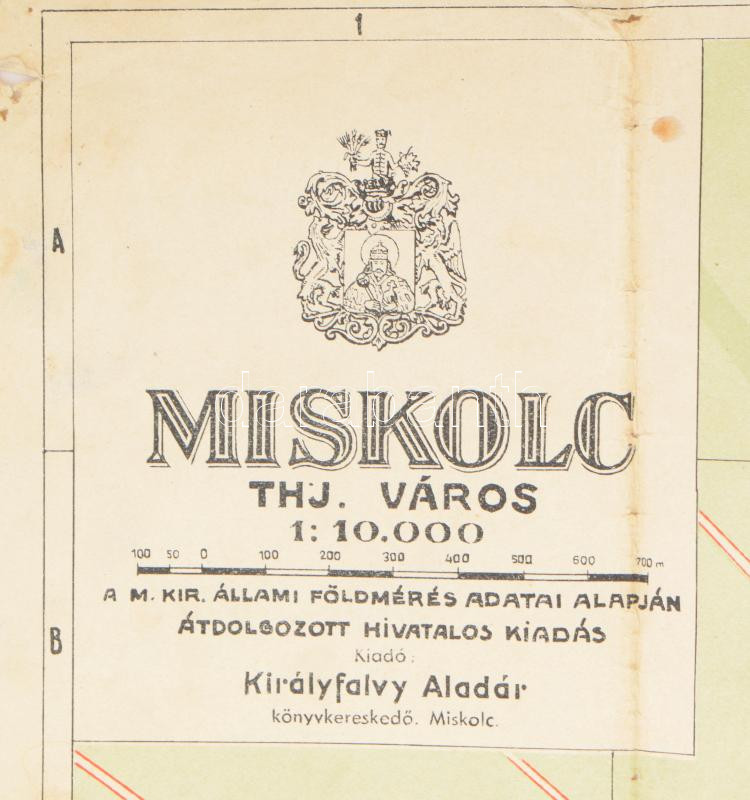 1
A
MISKOLC
THJ. VÁROS
1:10.000
100 50 0 100 200 300 400 500 600 700 m
A M. KIR. ÁLLAMI FÖLDMÉRÉS ADATAI ALAPJÁN
ÁTDOLGOZOTT HIVATALOS KIADÁS
B
Kiadó:
Királyfalvy Aladár
könyvkereskedő. Miskolc.
darabanth